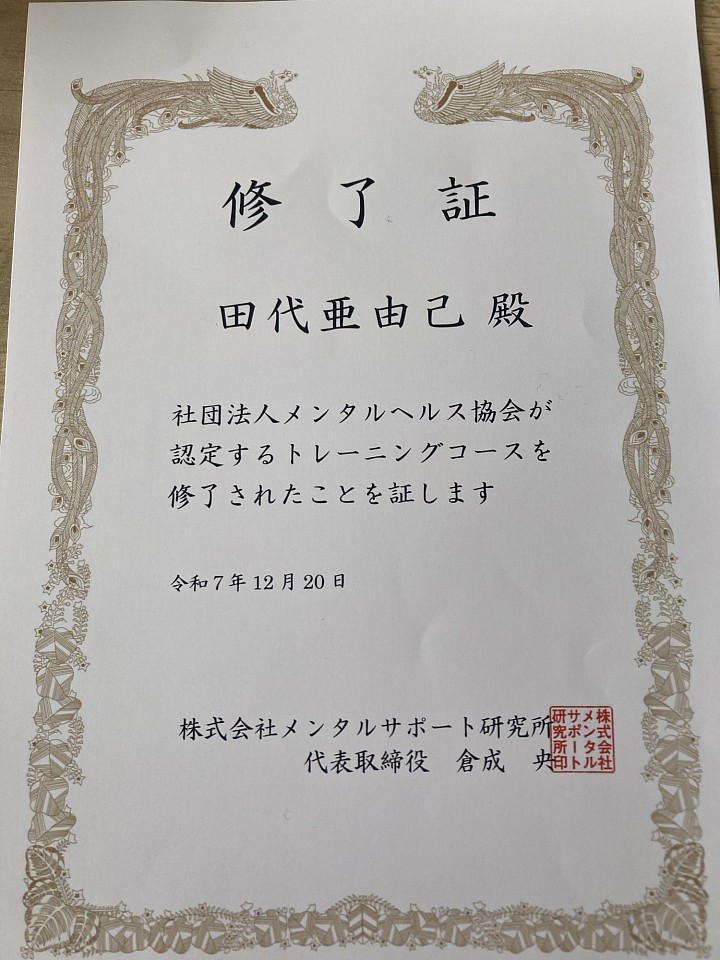 修了証
田代亜由己 殿
社団法人メンタルヘルス協会が
認定するトレーニングコースを
修了されたことを証します
令和7年12月20日
株式会社メンタルサポート研究所
代表取締役 倉成 央
株式会社
メンタル
サポート
研究所印